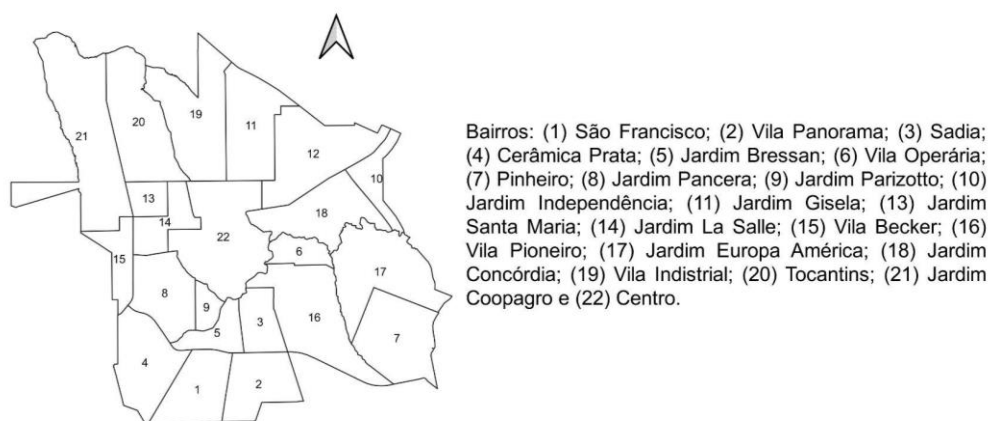 19
20
11
21
12
10
13
14
18
22
6
15
17
8
9
16
3
5
7
4
2
1
Bairros: (1) São Francisco; (2) Vila Panorama; (3) Sadia;
(4) Cerâmica Prata; (5) Jardim Bressan; (6) Vila Operária;
(7) Pinheiro; (8) Jardim Pancera; (9) Jardim Parizotto; (10)
Jardim Independência; (11) Jardim Gisela; (13) Jardim
Santa Maria; (14) Jardim La Salle; (15) Vila Becker; (16)
Vila Pioneiro; (17) Jardim Europa América; (18) Jardim
Concórdia; (19) Vila Indistrial; (20) Tocantins; (21) Jardim
Coopagro e (22) Centro.